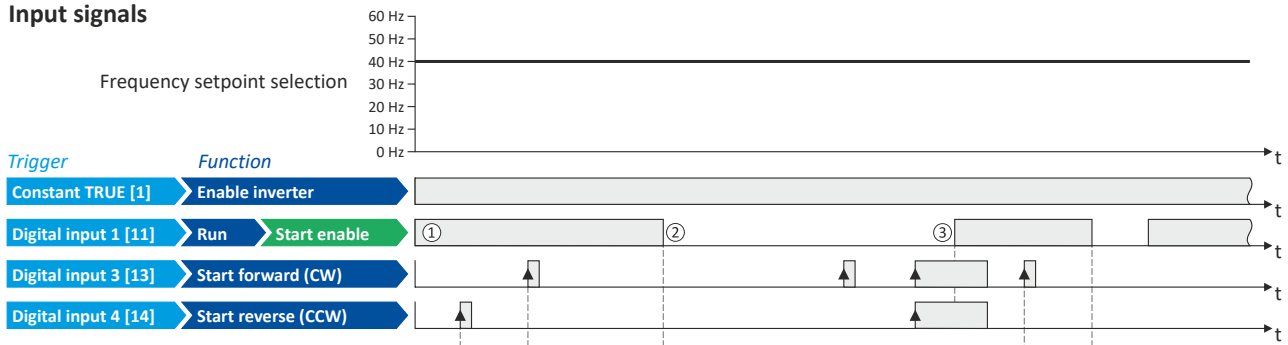 Input signals
60 Hz
50 Hz
40 Hz
Frequency setpoint selection
30 Hz
20 Hz
10 Hz
0 Hz
t
Trigger Function
Constant TRUE [1] Enable inverter
t
Digital input 1 [11] Run Start enable ① ② ③
t
Digital input 3 [13] Start forward (CW)
t
Digital input 4 [14] Start reverse (CCW)
t